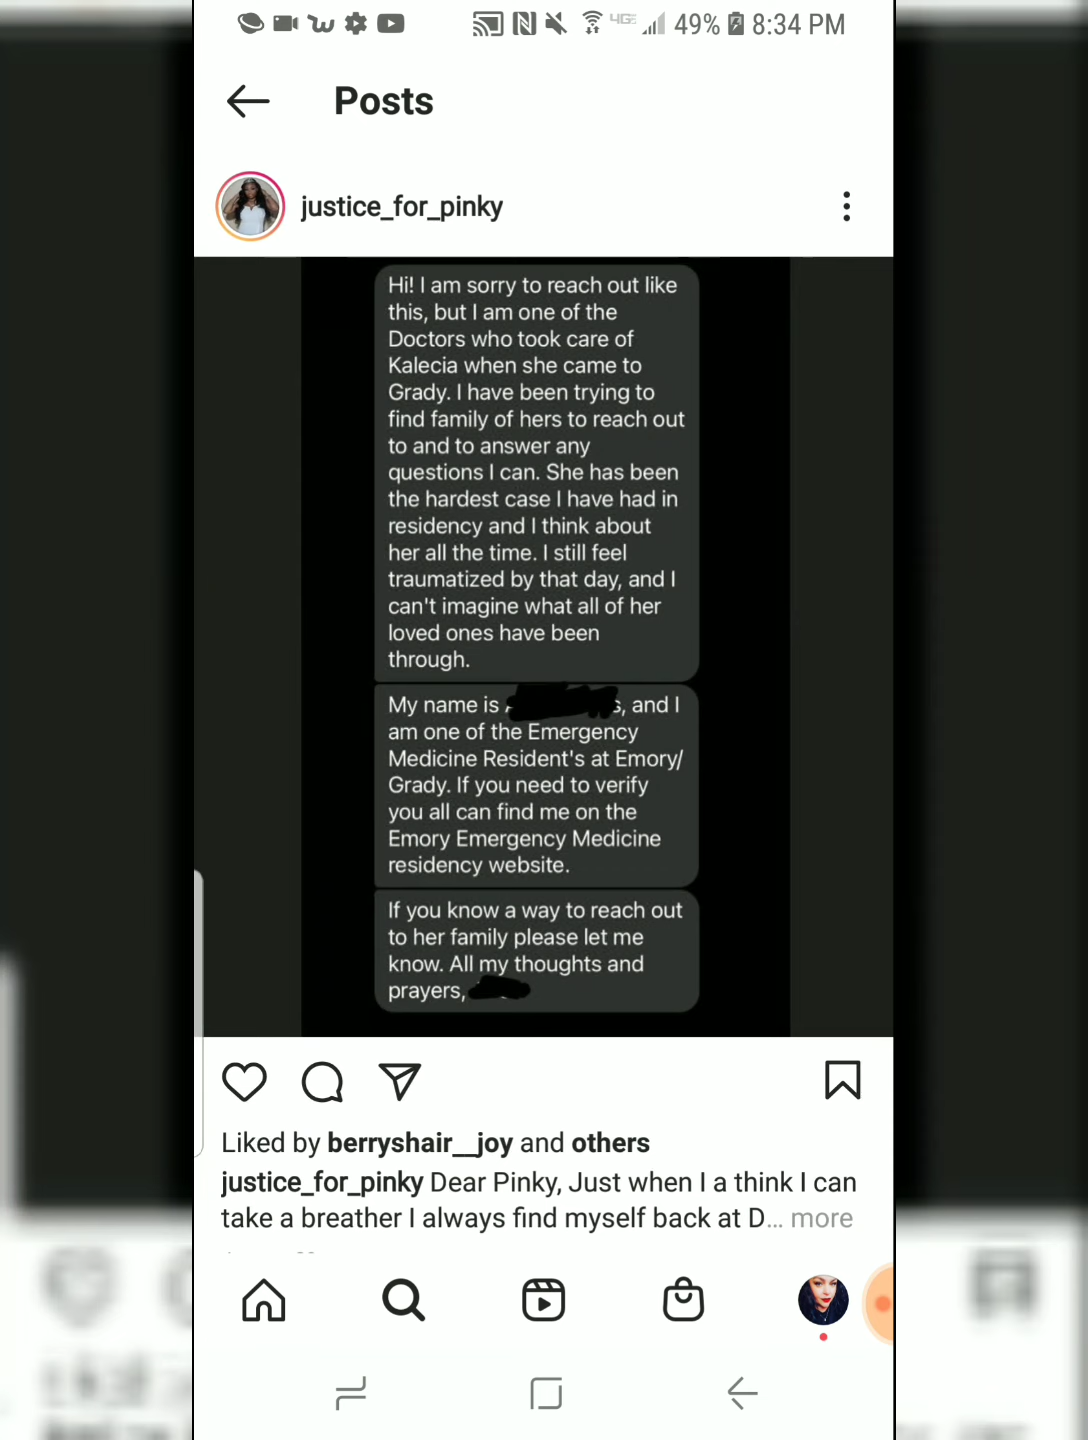 49% 8:34 PM
Posts
justice_for_pinky
Hi! I am sorry to reach out like
this, but I am one of the
Doctors who took care of
Kalecia when she came to
Grady. I have been trying to
find family of hers to reach out
to and to answer any
questions I can. She has been
the hardest case I have had in
residency and I think about
her all the time. I still feel
traumatized by that day, and I
can't imagine what all of her
loved ones have been
through.
My name is , and I
am one of the Emergency
Medicine Resident's at Emory/
Grady. If you need to verify
you all can find me on the
Emory Emergency Medicine
residency website.
If you know a way to reach out
to her family please let me
know. All my thoughts and
prayers,
Liked by berryshair__joy and others
justice_for_pinky Dear Pinky, Just when I a think I can
take a breather I always find myself back at D... more